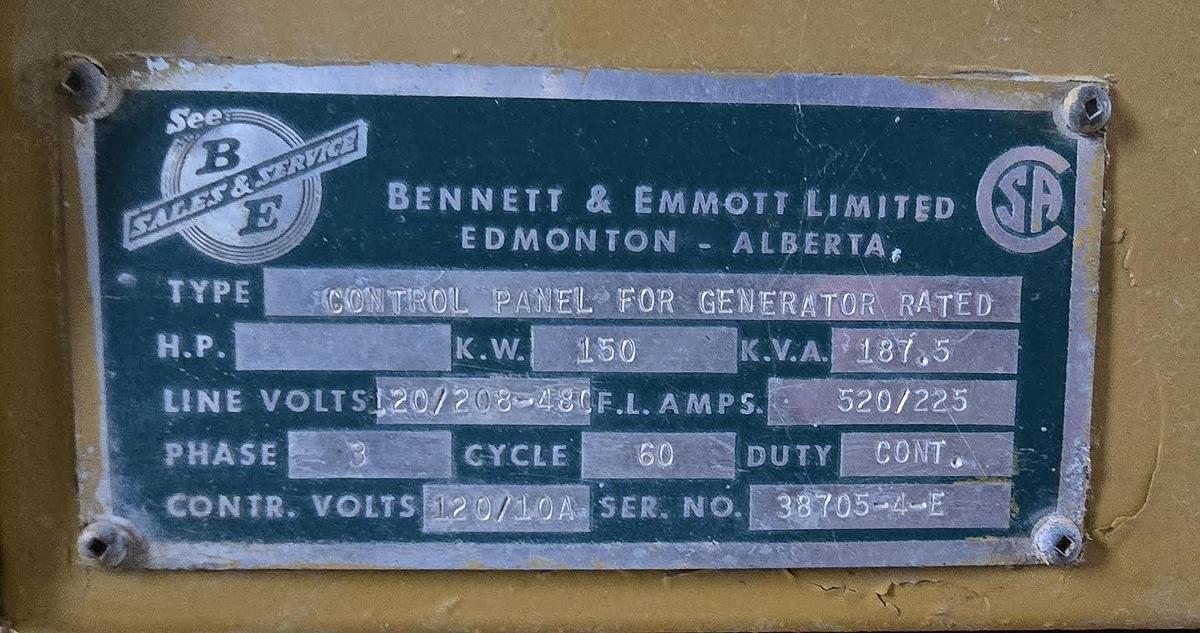 See
B
SALES & SERVICE
E
BENNETT & EMMOTT LIMITED
EDMONTON - ALBERTA.
CSA
TYPE CONTROL PANEL FOR GENERATOR RATED
H.P. K.W. 150 K.V.A. 187.5
LINE VOLTS 120/208-480 F.L. AMPS. 520/225
PHASE 3 CYCLE 60 DUTY CONT.
CONTR. VOLTS 120/10A SER. NO. 38705-4-E